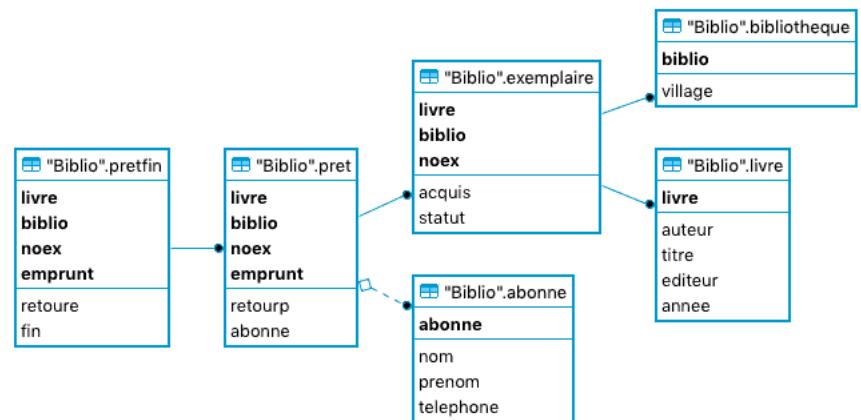 "Biblio".bibliotheque
biblio
village
"Biblio".exemplaire
livre
biblio
noex
acquis
statut
"Biblio".pretfin
livre
biblio
noex
emprunt
retoure
fin
"Biblio".pret
livre
biblio
noex
emprunt
retourp
abonne
"Biblio".livre
livre
auteur
titre
editeur
annee
"Biblio".abonne
abonne
nom
prenom
telephone